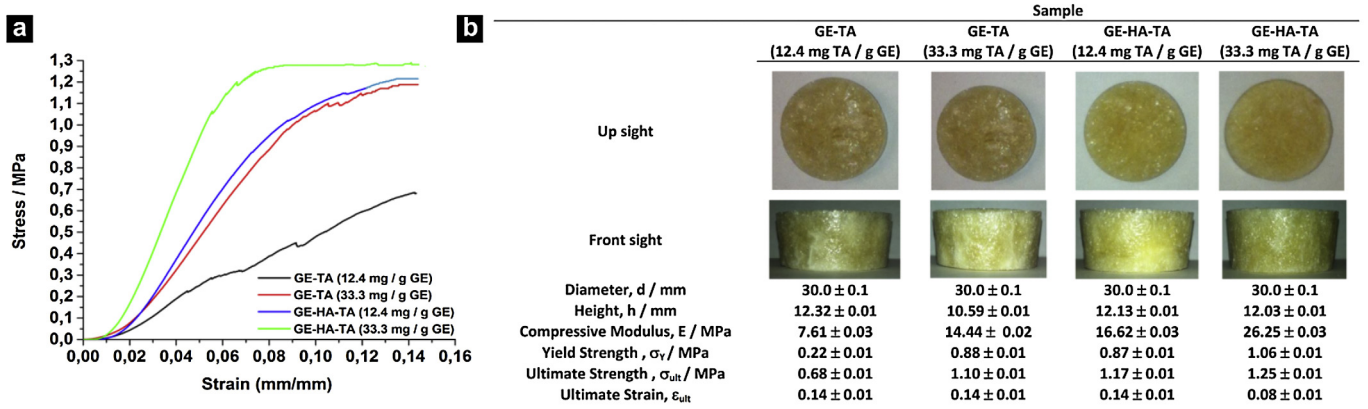 a
1,3
1,2
1,1
1,0
0,9
0,8
0,7
0,6
0,5
0,4
0,3
0,2
0,1
0,0
Stress / MPa
GE-TA (12.4 mg / g GE)
GE-TA (33.3 mg / g GE)
GE-HA-TA (12.4 mg / g GE)
GE-HA-TA (33.3 mg / g GE)
0,00 0,02 0,04 0,06 0,08 0,10 0,12 0,14 0,16
Strain (mm/mm)
b
Sample
GE-TA GE-TA GE-HA-TA GE-HA-TA
(12.4 mg TA / g GE) (33.3 mg TA / g GE) (12.4 mg TA / g GE) (33.3 mg TA / g GE)
Up sight
Front sight
Diameter, d / mm 30.0 ± 0.1 30.0 ± 0.1 30.0 ± 0.1 30.0 ± 0.1
Height, h / mm 12.32 ± 0.01 10.59 ± 0.01 12.13 ± 0.01 12.03 ± 0.01
Compressive Modulus, E / MPa 7.61 ± 0.03 14.44 ± 0.02 16.62 ± 0.03 26.25 ± 0.03
Yield Strength , σY / MPa 0.22 ± 0.01 0.88 ± 0.01 0.87 ± 0.01 1.06 ± 0.01
Ultimate Strength , σult / MPa 0.68 ± 0.01 1.10 ± 0.01 1.17 ± 0.01 1.25 ± 0.01
Ultimate Strain, εult 0.14 ± 0.01 0.14 ± 0.01 0.14 ± 0.01 0.08 ± 0.01